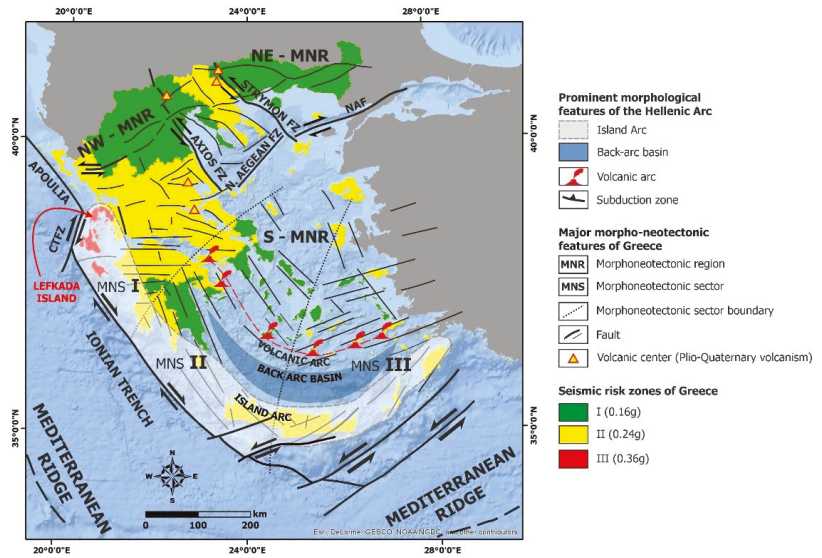 20°0'0"E 24°0'0"E 28°0'0"E
NE - MNR
STRYMON FZ
NAF
NW - MNR
AXIOS FZ
N. AEGEAN FZ
40°0'0"N
40°0'0"N
APOULIA
CTFZ
S - MNR
LEFKADA
ISLAND
MNS I
IONIAN TRENCH
MNS II
VOLCANIC ARC
MNS III
BACK ARC BASIN
ISLAND ARC
35°0'0"N
35°0'0"N
MEDITERRANEAN
RIDGE
MEDITERRANEAN
RIDGE
N
W E
S
km
0 100 200
Esri, DeLorme, GEBCO, NOAA NGDC, and other contributors
20°0'0"E 24°0'0"E 28°0'0"E
Prominent morphological
features of the Hellenic Arc
Island Arc
Back-arc basin
Volcanic arc
Subduction zone
Major morpho-neotectonic
features of Greece
MNR Morphoneotectonic region
MNS Morphoneotectonic sector
Morphoneotectonic sector boundary
Fault
Volcanic center (Plio-Quaternary volcanism)
Seismic risk zones of Greece
I (0.16g)
II (0.24g)
III (0.36g)